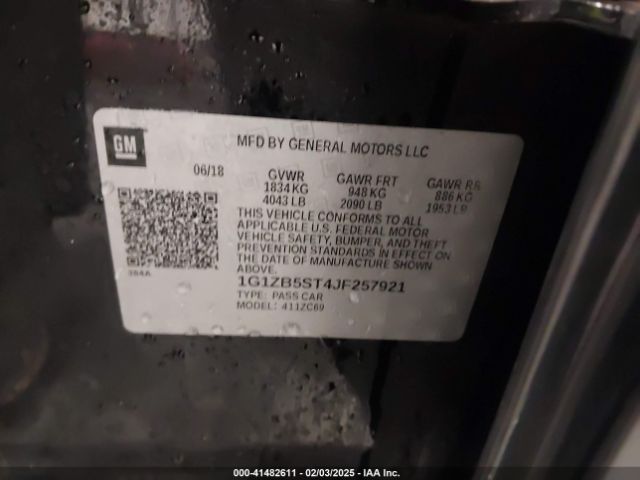 GM
MFD BY GENERAL MOTORS LLC
06/18
GVWR GAWR FRT GAWR RR
1834 KG 948 KG 886 KG
4043 LB 2090 LB 1953 LB
THIS VEHICLE CONFORMS TO ALL
APPLICABLE U.S. FEDERAL MOTOR
VEHICLE SAFETY, BUMPER, AND THEFT
PREVENTION STANDARDS IN EFFECT ON
THE DATE OF MANUFACTURE SHOWN
ABOVE.
384A
1G1ZB5ST4JF257921
TYPE: PASS CAR
MODEL: 411ZC69
000-41482611 - 02/03/2025 - IAA Inc.